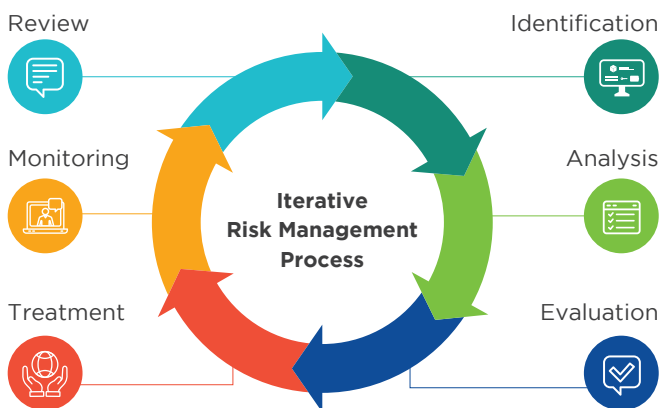 Review
Identification
Monitoring
Analysis
Iterative
Risk Management
Process
Treatment
Evaluation